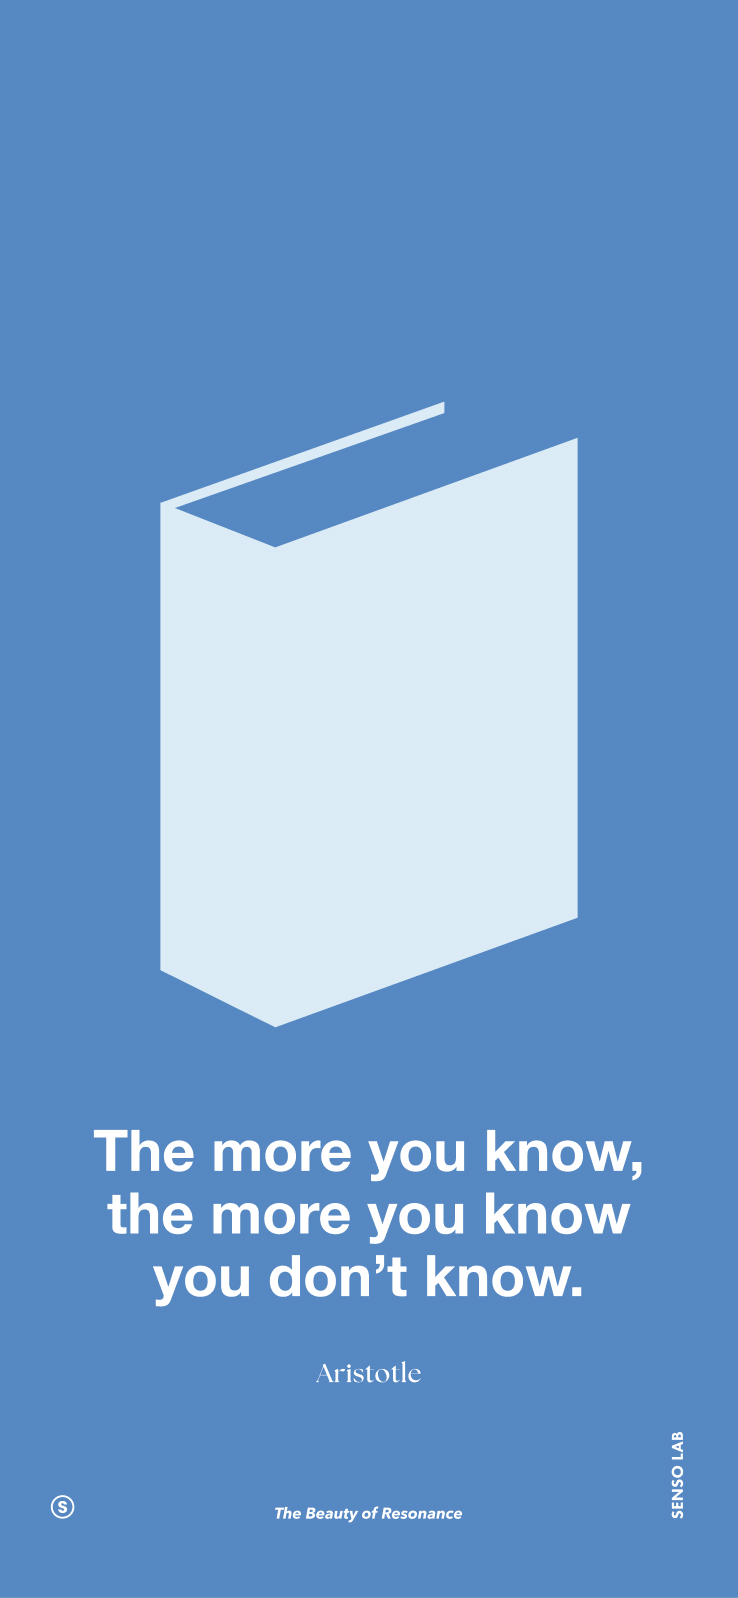 The more you know,
the more you know
you don’t know.
Aristotle
SENSO LAB
S
The Beauty of Resonance